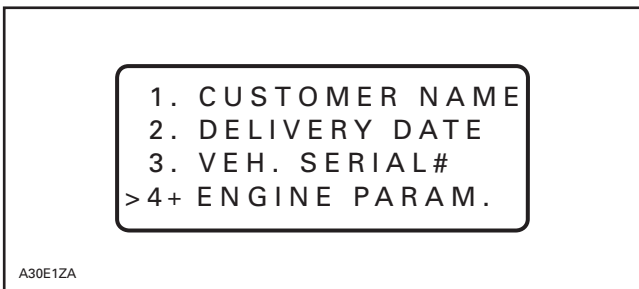 1. CUSTOMER NAME
2. DELIVERY DATE
3. VEH. SERIAL#
>4+ ENGINE PARAM.
A30E1ZA